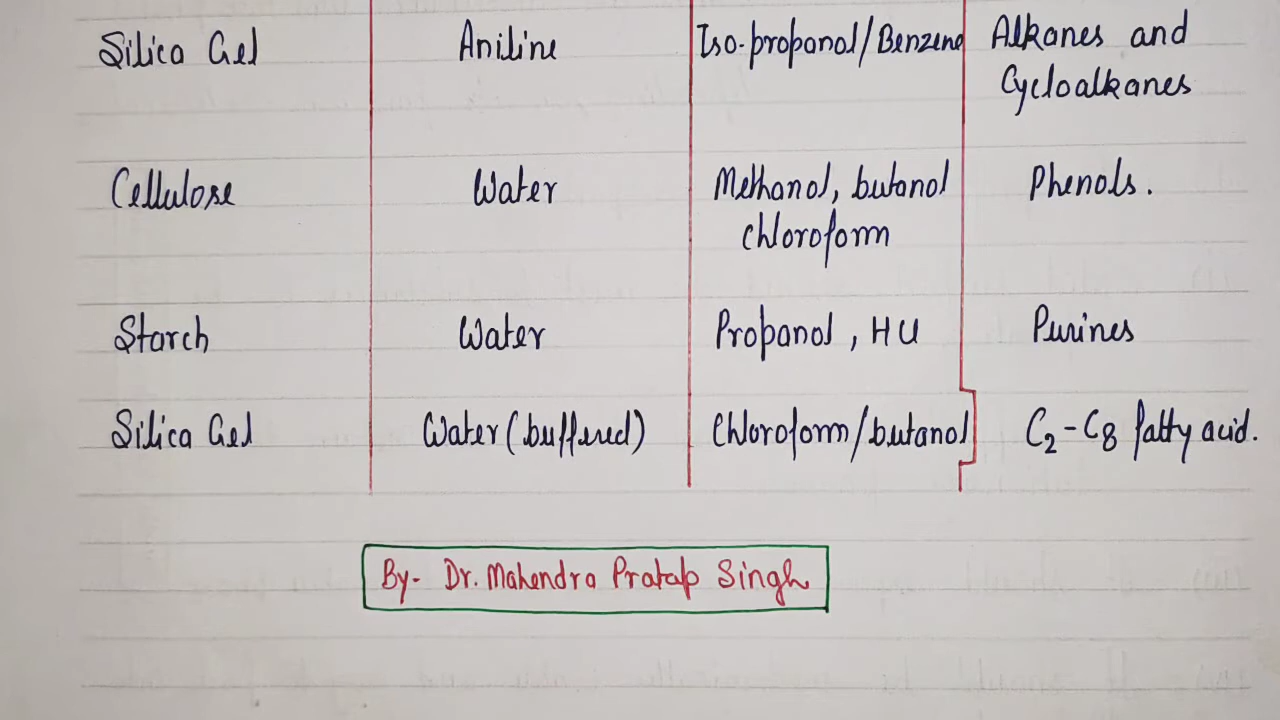 Silica Gel Aniline Iso-propanol/Benzene Alkanes and
Cycloalkanes
Cellulose Water Methanol, butanol Phenols.
chloroform
Starch Water Propanol, HU Purines
Silica Gel Water (buffered) Chloroform/butanol C₂-C₈ fatty acid.
By- Dr. Mahendra Pratap Singh